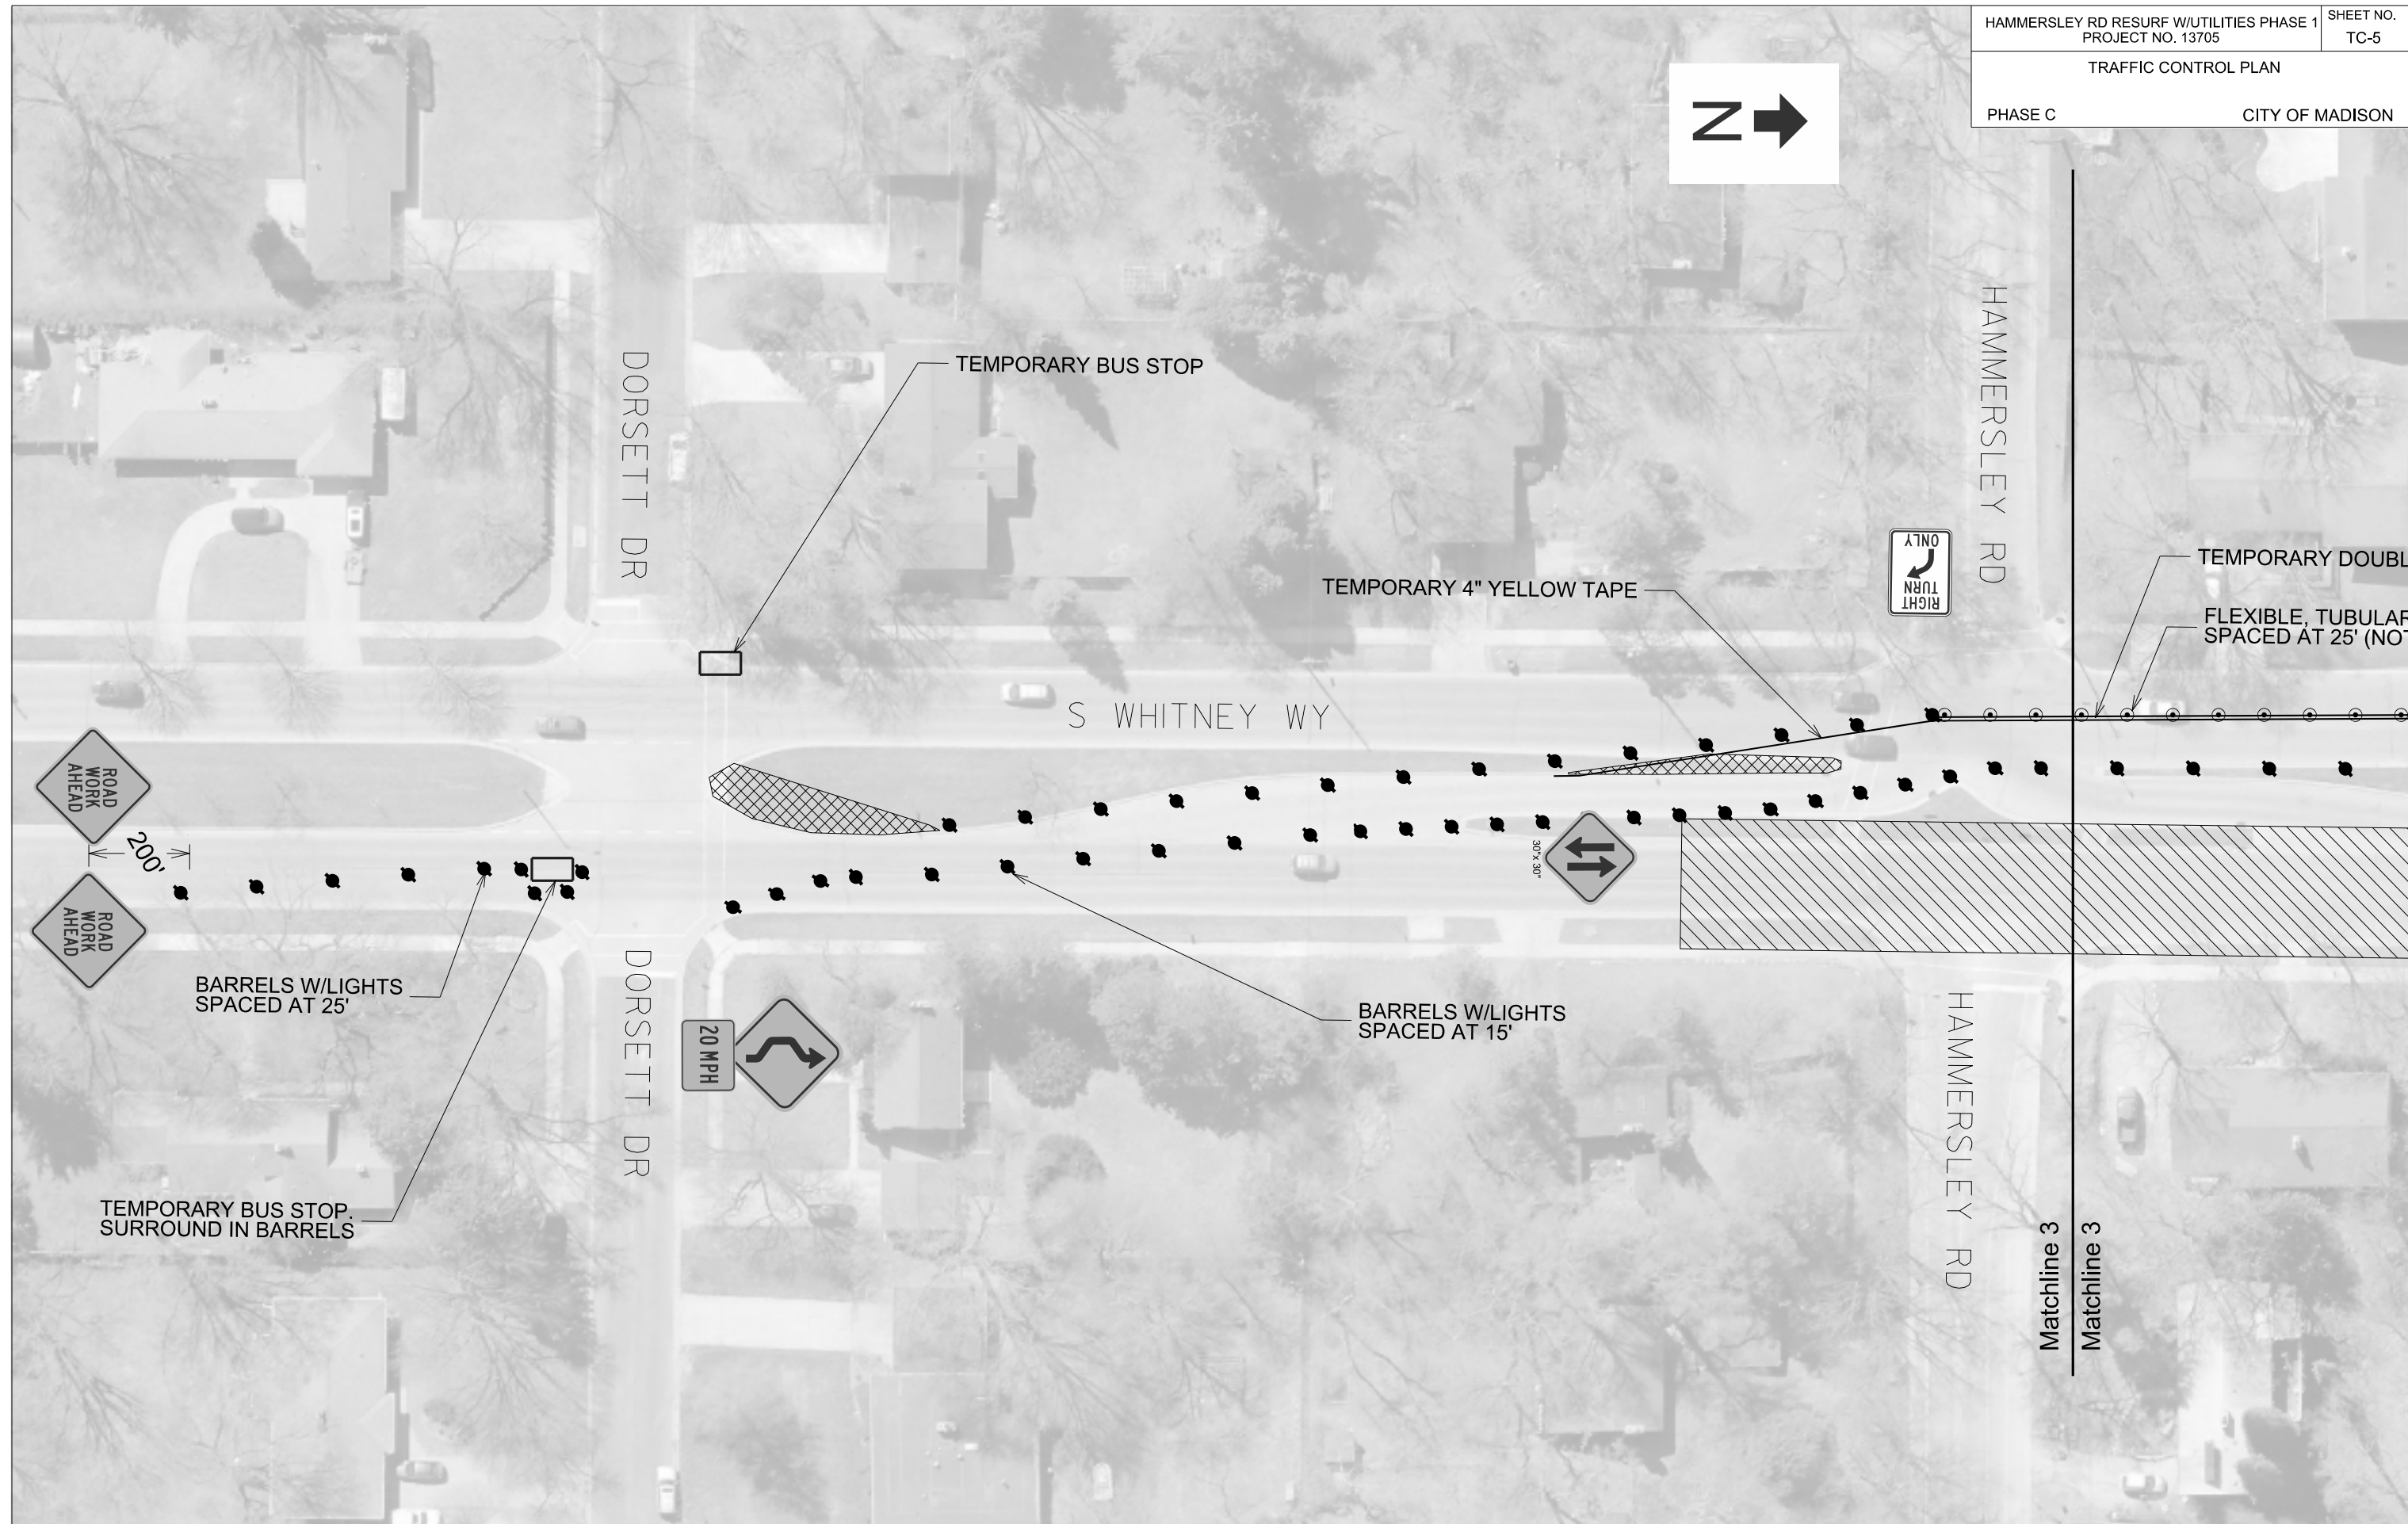 HAMMERSLEY RD RESURF W/UTILITIES PHASE 1
PROJECT NO. 13705
SHEET NO.
TC-5
TRAFFIC CONTROL PLAN
PHASE C
CITY OF MADISON
N
TEMPORARY BUS STOP
DORSETT DR
HAMMERSLEY RD
RIGHT
TURN
ONLY
TEMPORARY 4" YELLOW TAPE
TEMPORARY DOUBL
FLEXIBLE, TUBULAR
SPACED AT 25' (NOT
S WHITNEY WY
ROAD
WORK
AHEAD
200'
ROAD
WORK
AHEAD
30"x 30"
BARRELS W/LIGHTS
SPACED AT 25'
BARRELS W/LIGHTS
SPACED AT 15'
20 MPH
DORSETT DR
HAMMERSLEY RD
TEMPORARY BUS STOP.
SURROUND IN BARRELS
Matchline 3
Matchline 3